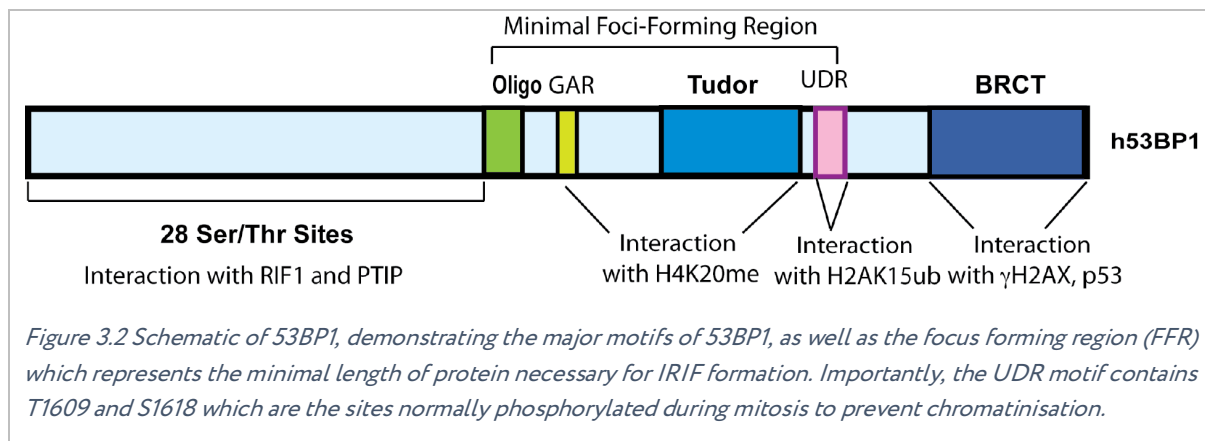 Minimal Foci-Forming Region
Oligo GAR
Tudor
UDR
BRCT
h53BP1
28 Ser/Thr Sites
Interaction with RIF1 and PTIP
Interaction
with H4K20me
Interaction
with H2AK15ub
Interaction
with γH2AX, p53
Figure 3.2 Schematic of 53BP1, demonstrating the major motifs of 53BP1, as well as the focus forming region (FFR)
which represents the minimal length of protein necessary for IRIF formation. Importantly, the UDR motif contains
T1609 and S1618 which are the sites normally phosphorylated during mitosis to prevent chromatinisation.